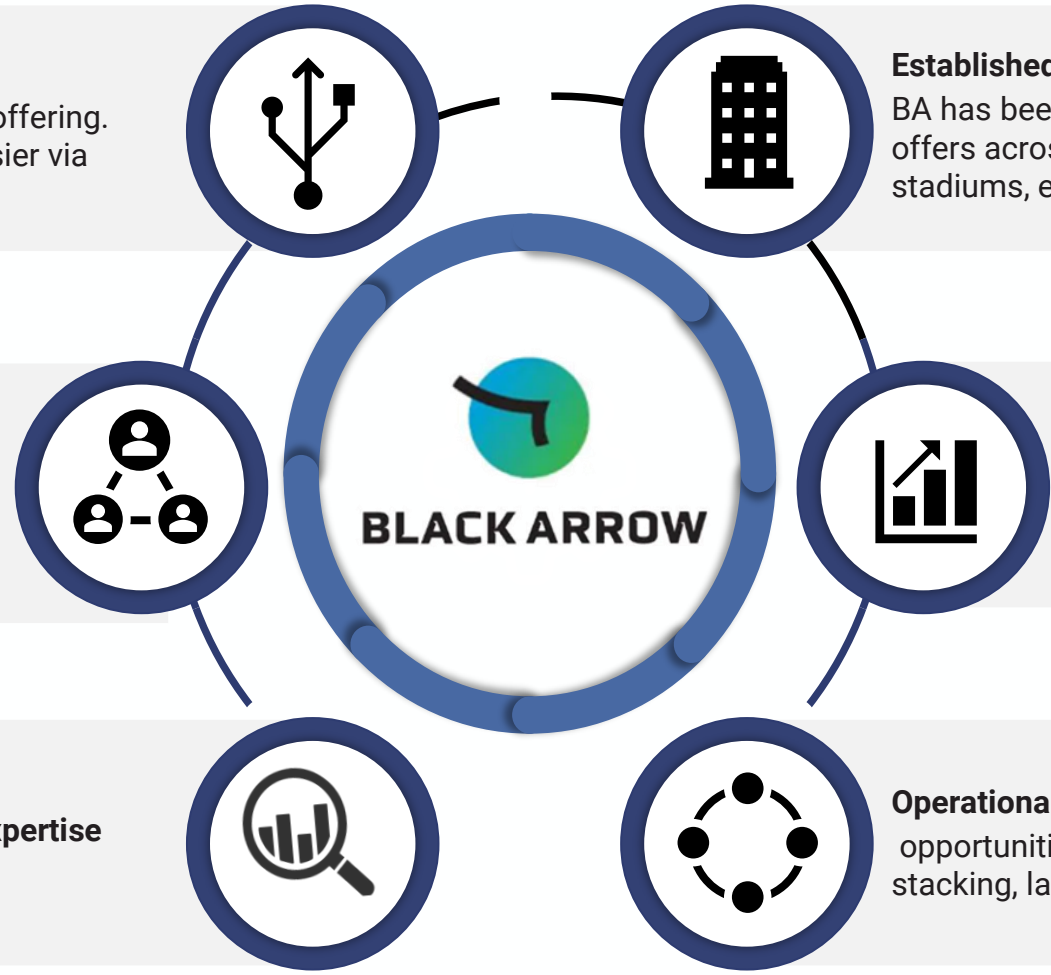 offering.
sier via
Established
BA has bee
offers acros
stadiums, e
BLACK ARROW
xpertise
Operationa
opportuniti
stacking, la